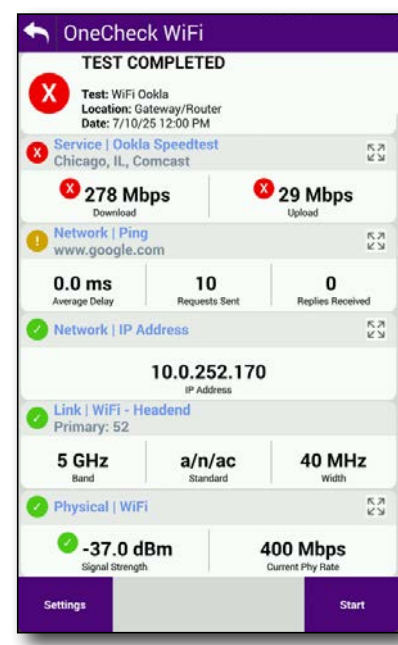 OneCheck WiFi
TEST COMPLETED
X
Test: WiFi Ookla
Location: Gateway/Router
Date: 7/10/25 12:00 PM
X
Service | Ookla Speedtest
Chicago, IL, Comcast
X 278 Mbps
Download
X 29 Mbps
Upload
!
Network | Ping
www.google.com
0.0 ms
Average Delay
10
Requests Sent
0
Replies Received
Network | IP Address
10.0.252.170
IP Address
Link | WiFi - Headend
Primary: 52
5 GHz
Band
a/n/ac
Standard
40 MHz
Width
Physical | WiFi
-37.0 dBm
Signal Strength
400 Mbps
Current Phy Rate
Settings
Start